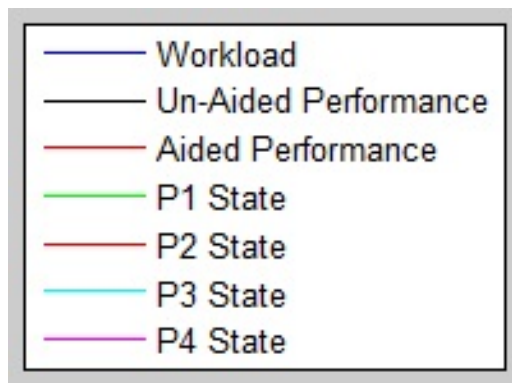 Workload
Un-Aided Performance
Aided Performance
P1 State
P2 State
P3 State
P4 State